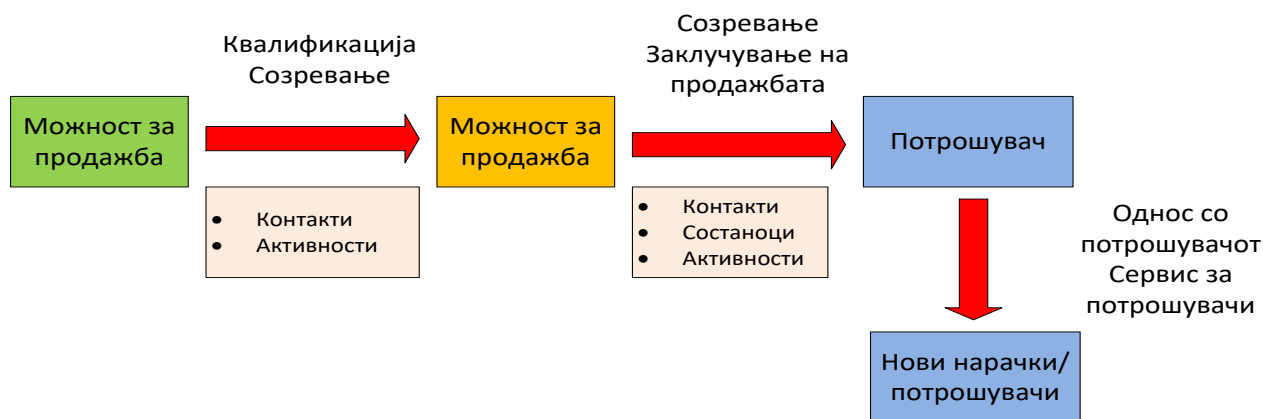 Квалификација
Созревање
Созревање
Заклучување на
продажбата
Можност за
продажба
Можност за
продажба
Потрошувач
• Контакти
• Активности
• Контакти
• Состаноци
• Активности
Однос со
потрошувачот
Сервис за
потрошувачи
Нови нарачки/
потрошувачи